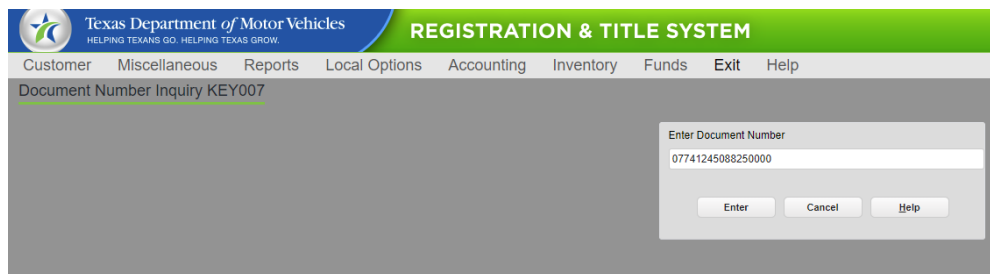 Texas Department of Motor Vehicles
HELPING TEXANS GO. HELPING TEXAS GROW.
REGISTRATION & TITLE SYSTEM
Customer Miscellaneous Reports Local Options Accounting Inventory Funds Exit Help
Document Number Inquiry KEY007
Enter Document Number
07741245088250000
Enter Cancel Help